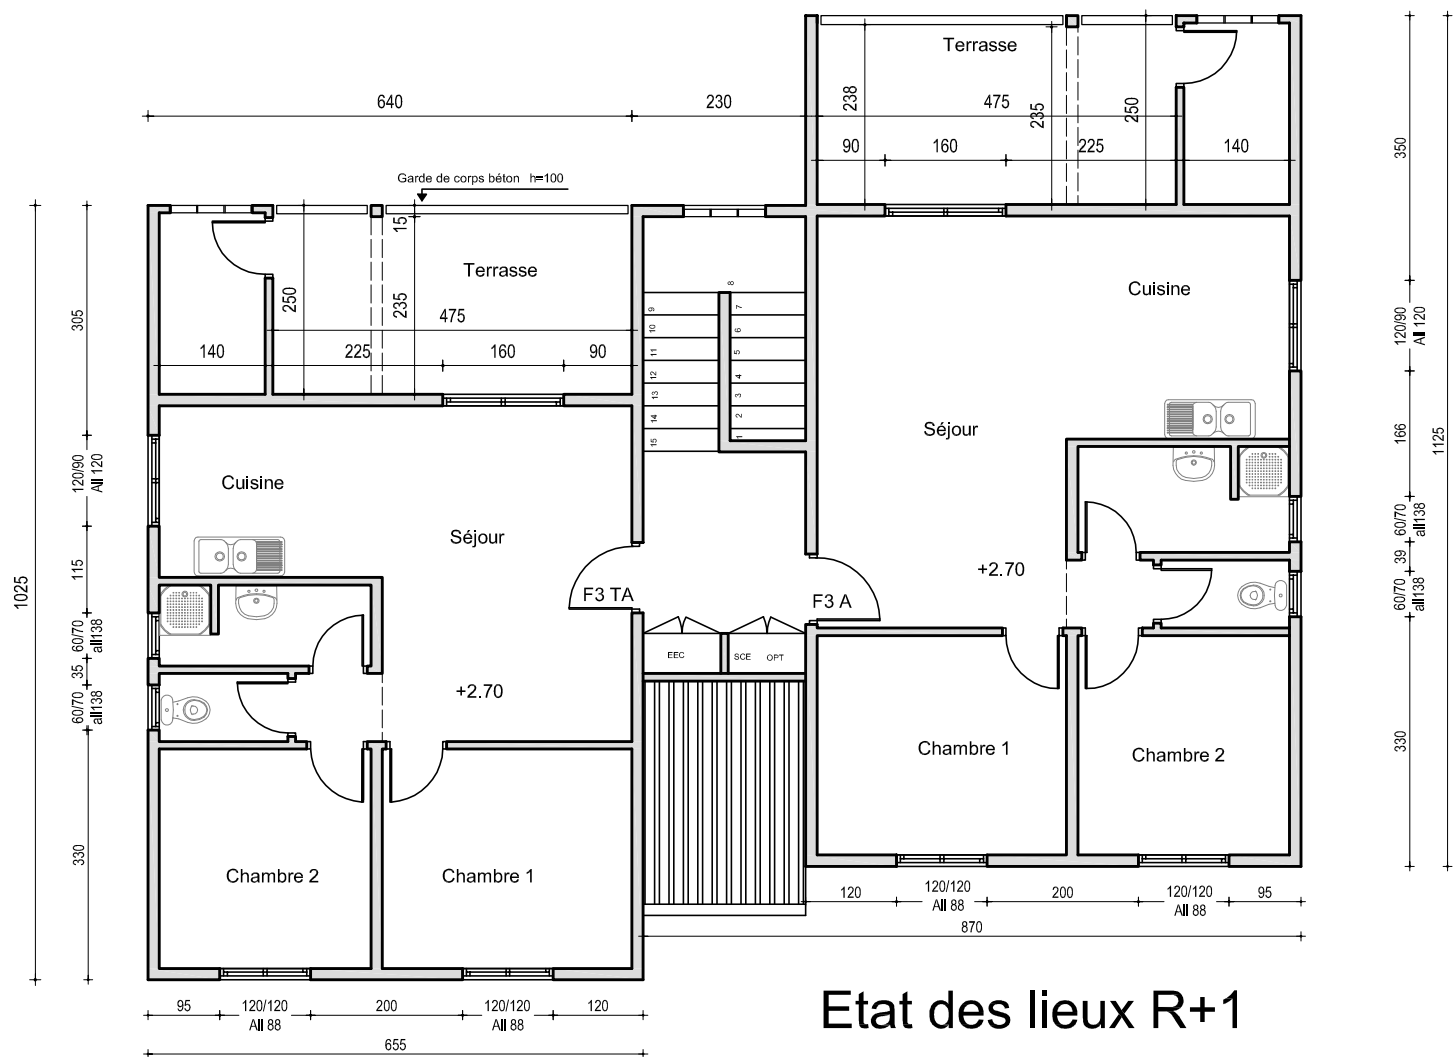 Terrasse
640
230
238
475
235
250
90
160
225
140
350
Garde de corps béton h=100
15
Terrasse
250
235
475
140
225
160
90
305
8
9
10
11
12
13
14
15
7
6
5
4
3
2
1
Cuisine
120/90
All 120
166
1125
Séjour
120/90
All 120
Cuisine
Séjour
115
1025
60/70
all138
39
60/70
all138
+2.70
F3 TA
F3 A
60/70
all138
35
60/70
all138
EEC
SCE
OPT
+2.70
Chambre 1
Chambre 2
330
330
Chambre 2
Chambre 1
120
120/120
All 88
200
120/120
All 88
95
870
95
120/120
All 88
200
120/120
All 88
120
655
Etat des lieux R+1